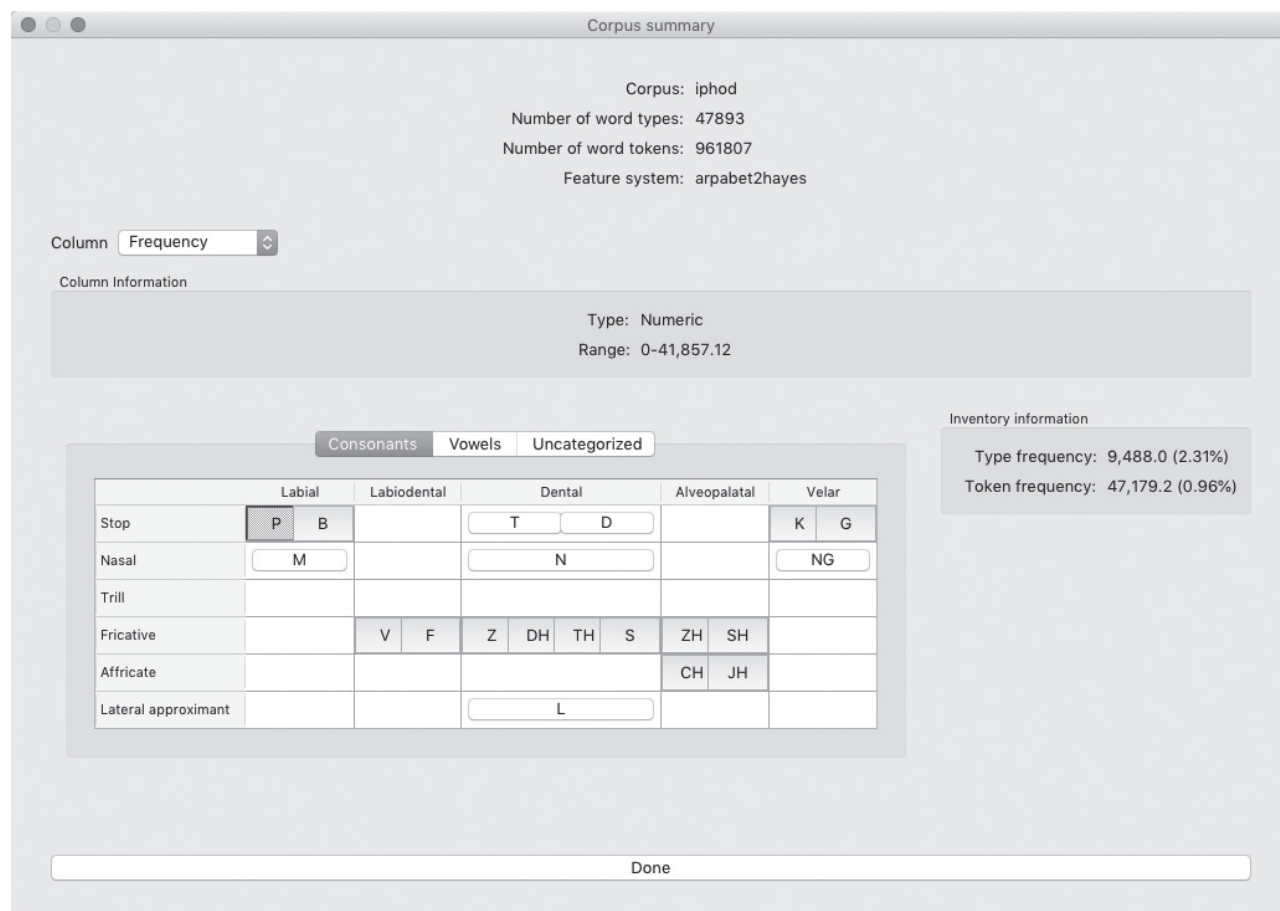 Corpus summary
Corpus: iphod
Number of word types: 47893
Number of word tokens: 961807
Feature system: arpabet2hayes
Column Frequency
Column Information
Type: Numeric
Range: 0-41,857.12
Inventory information
Type frequency: 9,488.0 (2.31%)
Token frequency: 47,179.2 (0.96%)
Consonants Vowels Uncategorized
Labial Labiodental Dental Alveopalatal Velar
Stop P B T D K G
Nasal M N NG
Trill
Fricative V F Z DH TH S ZH SH
Affricate CH JH
Lateral approximant L
Done